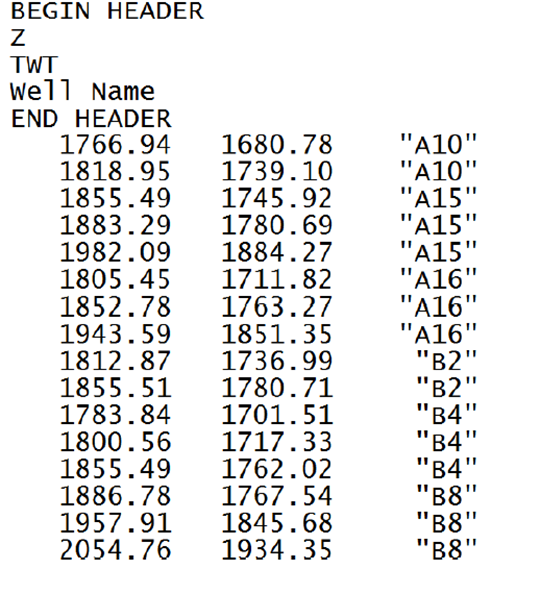 BEGIN HEADER
Z
TWT
Well Name
END HEADER
1766.94 1680.78 "A10"
1818.95 1739.10 "A10"
1855.49 1745.92 "A15"
1883.29 1780.69 "A15"
1982.09 1884.27 "A15"
1805.45 1711.82 "A16"
1852.78 1763.27 "A16"
1943.59 1851.35 "A16"
1812.87 1736.99 "B2"
1855.51 1780.71 "B2"
1783.84 1701.51 "B4"
1800.56 1717.33 "B4"
1855.49 1762.02 "B4"
1886.78 1767.54 "B8"
1957.91 1845.68 "B8"
2054.76 1934.35 "B8"